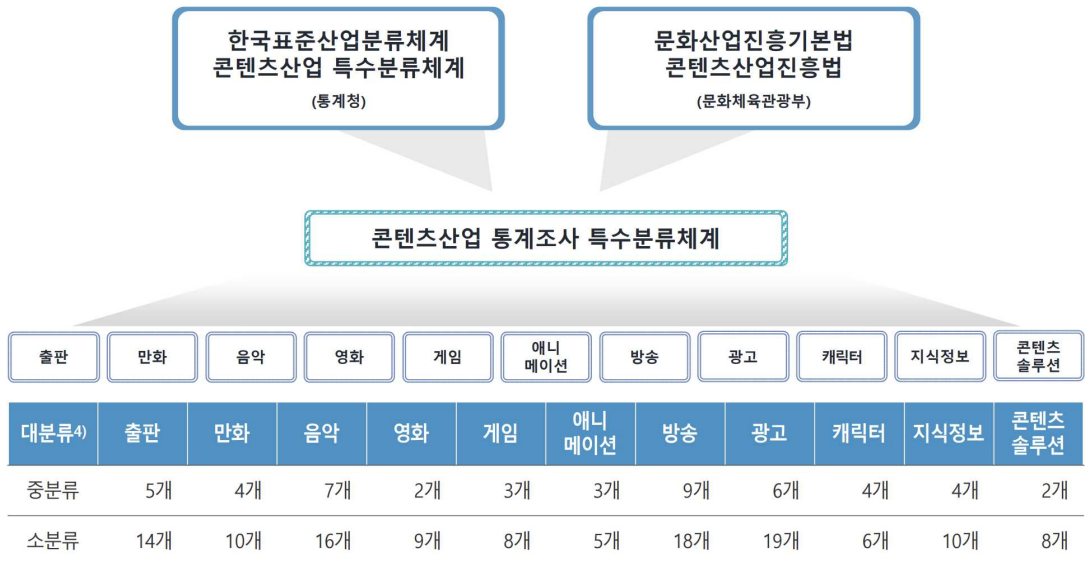 한국표준산업분류체계
콘텐츠산업 특수분류체계
(통계청)
문화산업진흥기본법
콘텐츠산업진흥법
(문화체육관광부)
콘텐츠산업 통계조사 특수분류체계
출판
만화
음악
영화
게임
애니
메이션
방송
광고
캐릭터
지식정보
콘텐츠
솔루션
대분류4) 출판 만화 음악 영화 게임 애니메이션 방송 광고 캐릭터 지식정보 콘텐츠솔루션
중분류 5개 4개 7개 2개 3개 3개 9개 6개 4개 4개 2개
소분류 14개 10개 16개 9개 8개 5개 18개 19개 6개 10개 8개